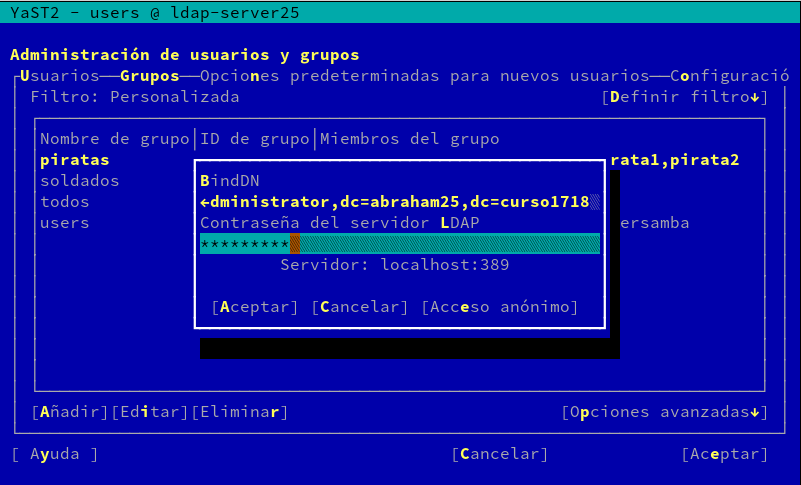 YaST2 - users @ ldap-server25
Administración de usuarios y grupos
Usuarios──Grupos──Opciones predeterminadas para nuevos usuarios──Configuració
Filtro: Personalizada [Definir filtro↓]
Nombre de grupo│ID de grupo│Miembros del grupo
piratas rata1,pirata2
soldados
todos
users ersamba
BindDN
←dministrator,dc=abraham25,dc=curso1718
Contraseña del servidor LDAP
*********
Servidor: localhost:389
[Aceptar] [Cancelar] [Acceso anónimo]
[Añadir][Editar][Eliminar] [Opciones avanzadas↓]
[ Ayuda ] [Cancelar] [Aceptar]